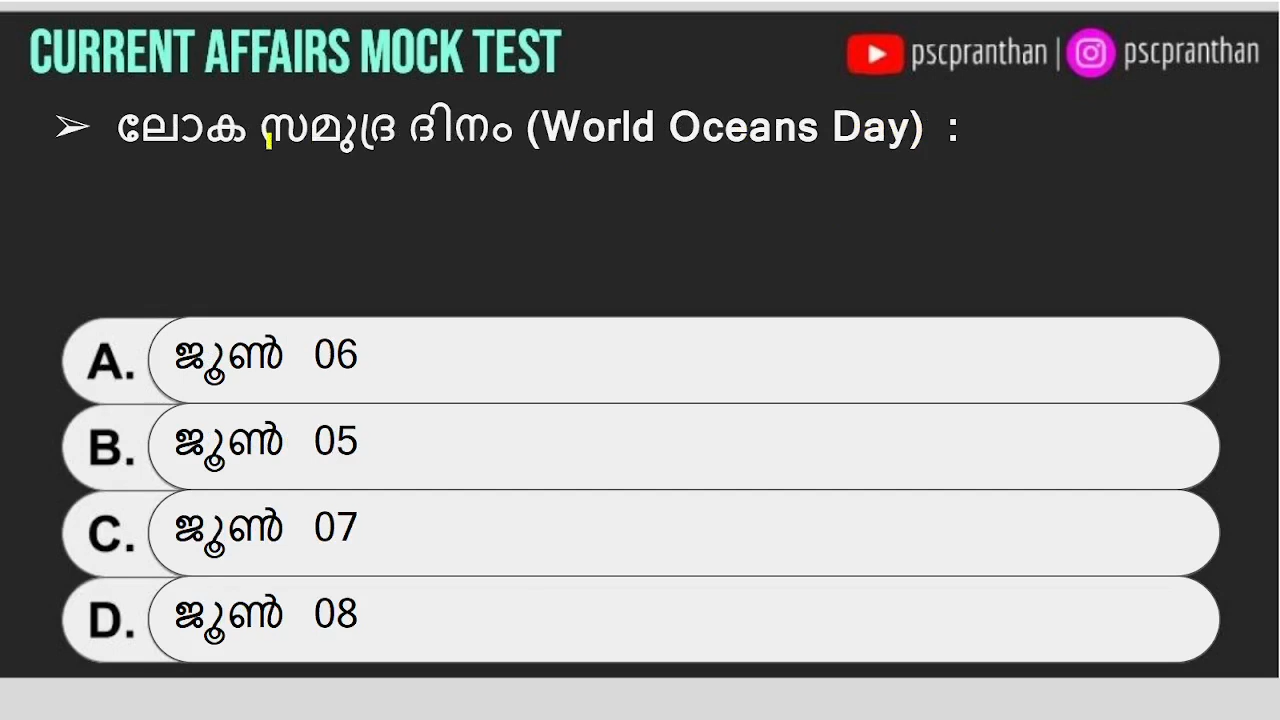 CURRENT AFFAIRS MOCK TEST
pscpranthan | pscpranthan
➢ ലോക സമുദ്ര ദിനം (World Oceans Day) :
A. ജൂൺ 06
B. ജൂൺ 05
C. ജൂൺ 07
D. ജൂൺ 08